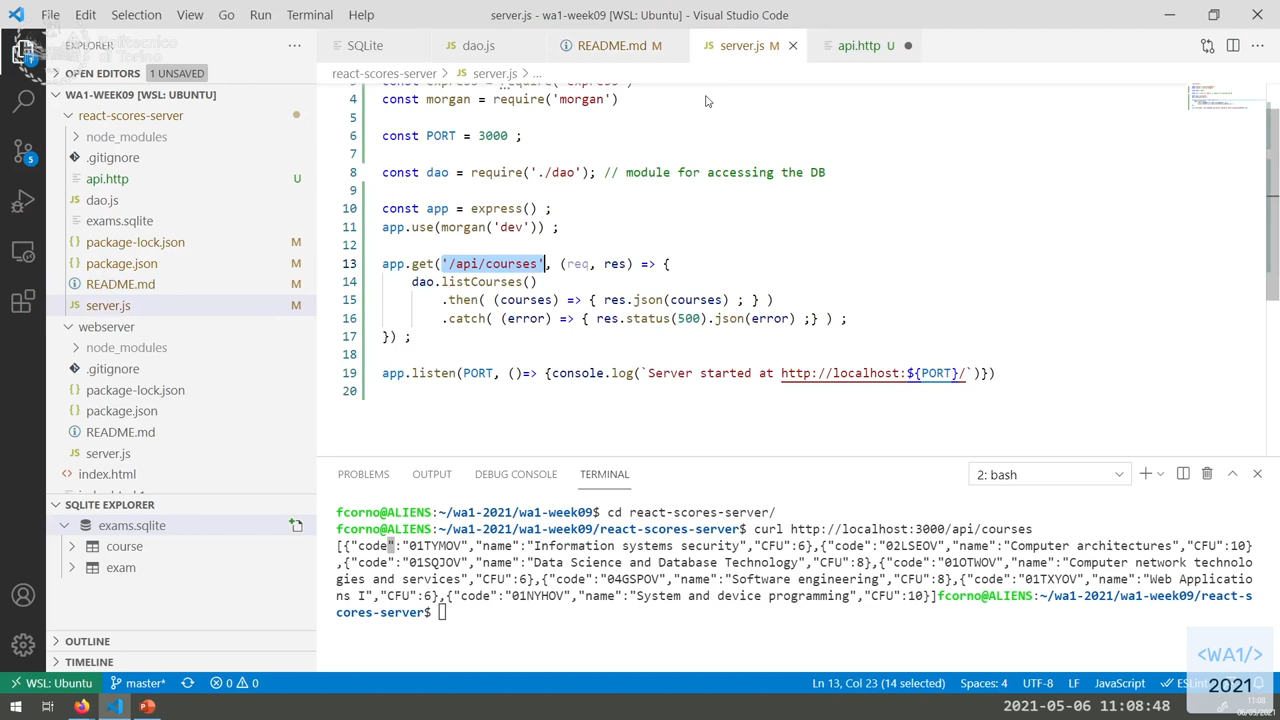 File Edit Selection View Go Run Terminal Help
server.js - wa1-week09 [WSL: Ubuntu] - Visual Studio Code
EXPLORER
Politecnico
di Torino
SQLite
dao.js
README.md M
server.js M
api.http U
OPEN EDITORS 1 UNSAVED
react-scores-server > JS server.js > ...
WA1-WEEK09 [WSL: UBUNTU]
react-scores-server
node_modules
.gitignore
api.http U
dao.js
exams.sqlite
package-lock.json M
package.json M
README.md M
server.js M
webserver
node_modules
.gitignore
package-lock.json
package.json
README.md
server.js
index.html
SQLITE EXPLORER
exams.sqlite
course
exam
OUTLINE
TIMELINE
3 const express = require('express')
4 const morgan = require('morgan')
5
6 const PORT = 3000 ;
7
8 const dao = require('./dao'); // module for accessing the DB
9
10 const app = express() ;
11 app.use(morgan('dev')) ;
12
13 app.get('/api/courses', (req, res) => {
14 dao.listCourses()
15 .then( (courses) => { res.json(courses) ; } )
16 .catch( (error) => { res.status(500).json(error) ;} ) ;
17 }) ;
18
19 app.listen(PORT, ()=> {console.log(`Server started at http://localhost:${PORT}/`)})
20
PROBLEMS OUTPUT DEBUG CONSOLE TERMINAL
2: bash
fcorno@ALIENS:~/wa1-2021/wa1-week09$ cd react-scores-server/
fcorno@ALIENS:~/wa1-2021/wa1-week09/react-scores-server$ curl http://localhost:3000/api/courses
[{"code":"01TYMOV","name":"Information systems security","CFU":6},{"code":"02LSEOV","name":"Computer architectures","CFU":10}
,{"code":"01SQJOV","name":"Data Science and Database Technology","CFU":8},{"code":"01OTWOV","name":"Computer network technolo
gies and services","CFU":6},{"code":"04GSPOV","name":"Software engineering","CFU":8},{"code":"01TXYOV","name":"Web Applicatio
ns I","CFU":6},{"code":"01NYHOV","name":"System and device programming","CFU":10}]fcorno@ALIENS:~/wa1-2021/wa1-week09/react-s
cores-server$
<WA1/>
2021
WSL: Ubuntu
master*
0 0
Ln 13, Col 23 (14 selected)
Spaces: 4
UTF-8
LF
JavaScript
2021-05-06 11:08:48
11:08
06/05/2021